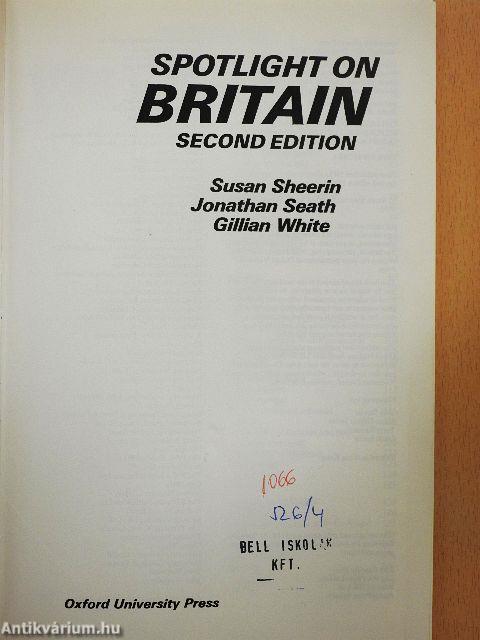 SPOTLIGHT ON
BRITAIN
SECOND EDITION
Susan Sheerin
Jonathan Seath
Gillian White
1066
526/4
BELL ISKOLÁK
KFT.
Oxford University Press
Antikvárium.hu